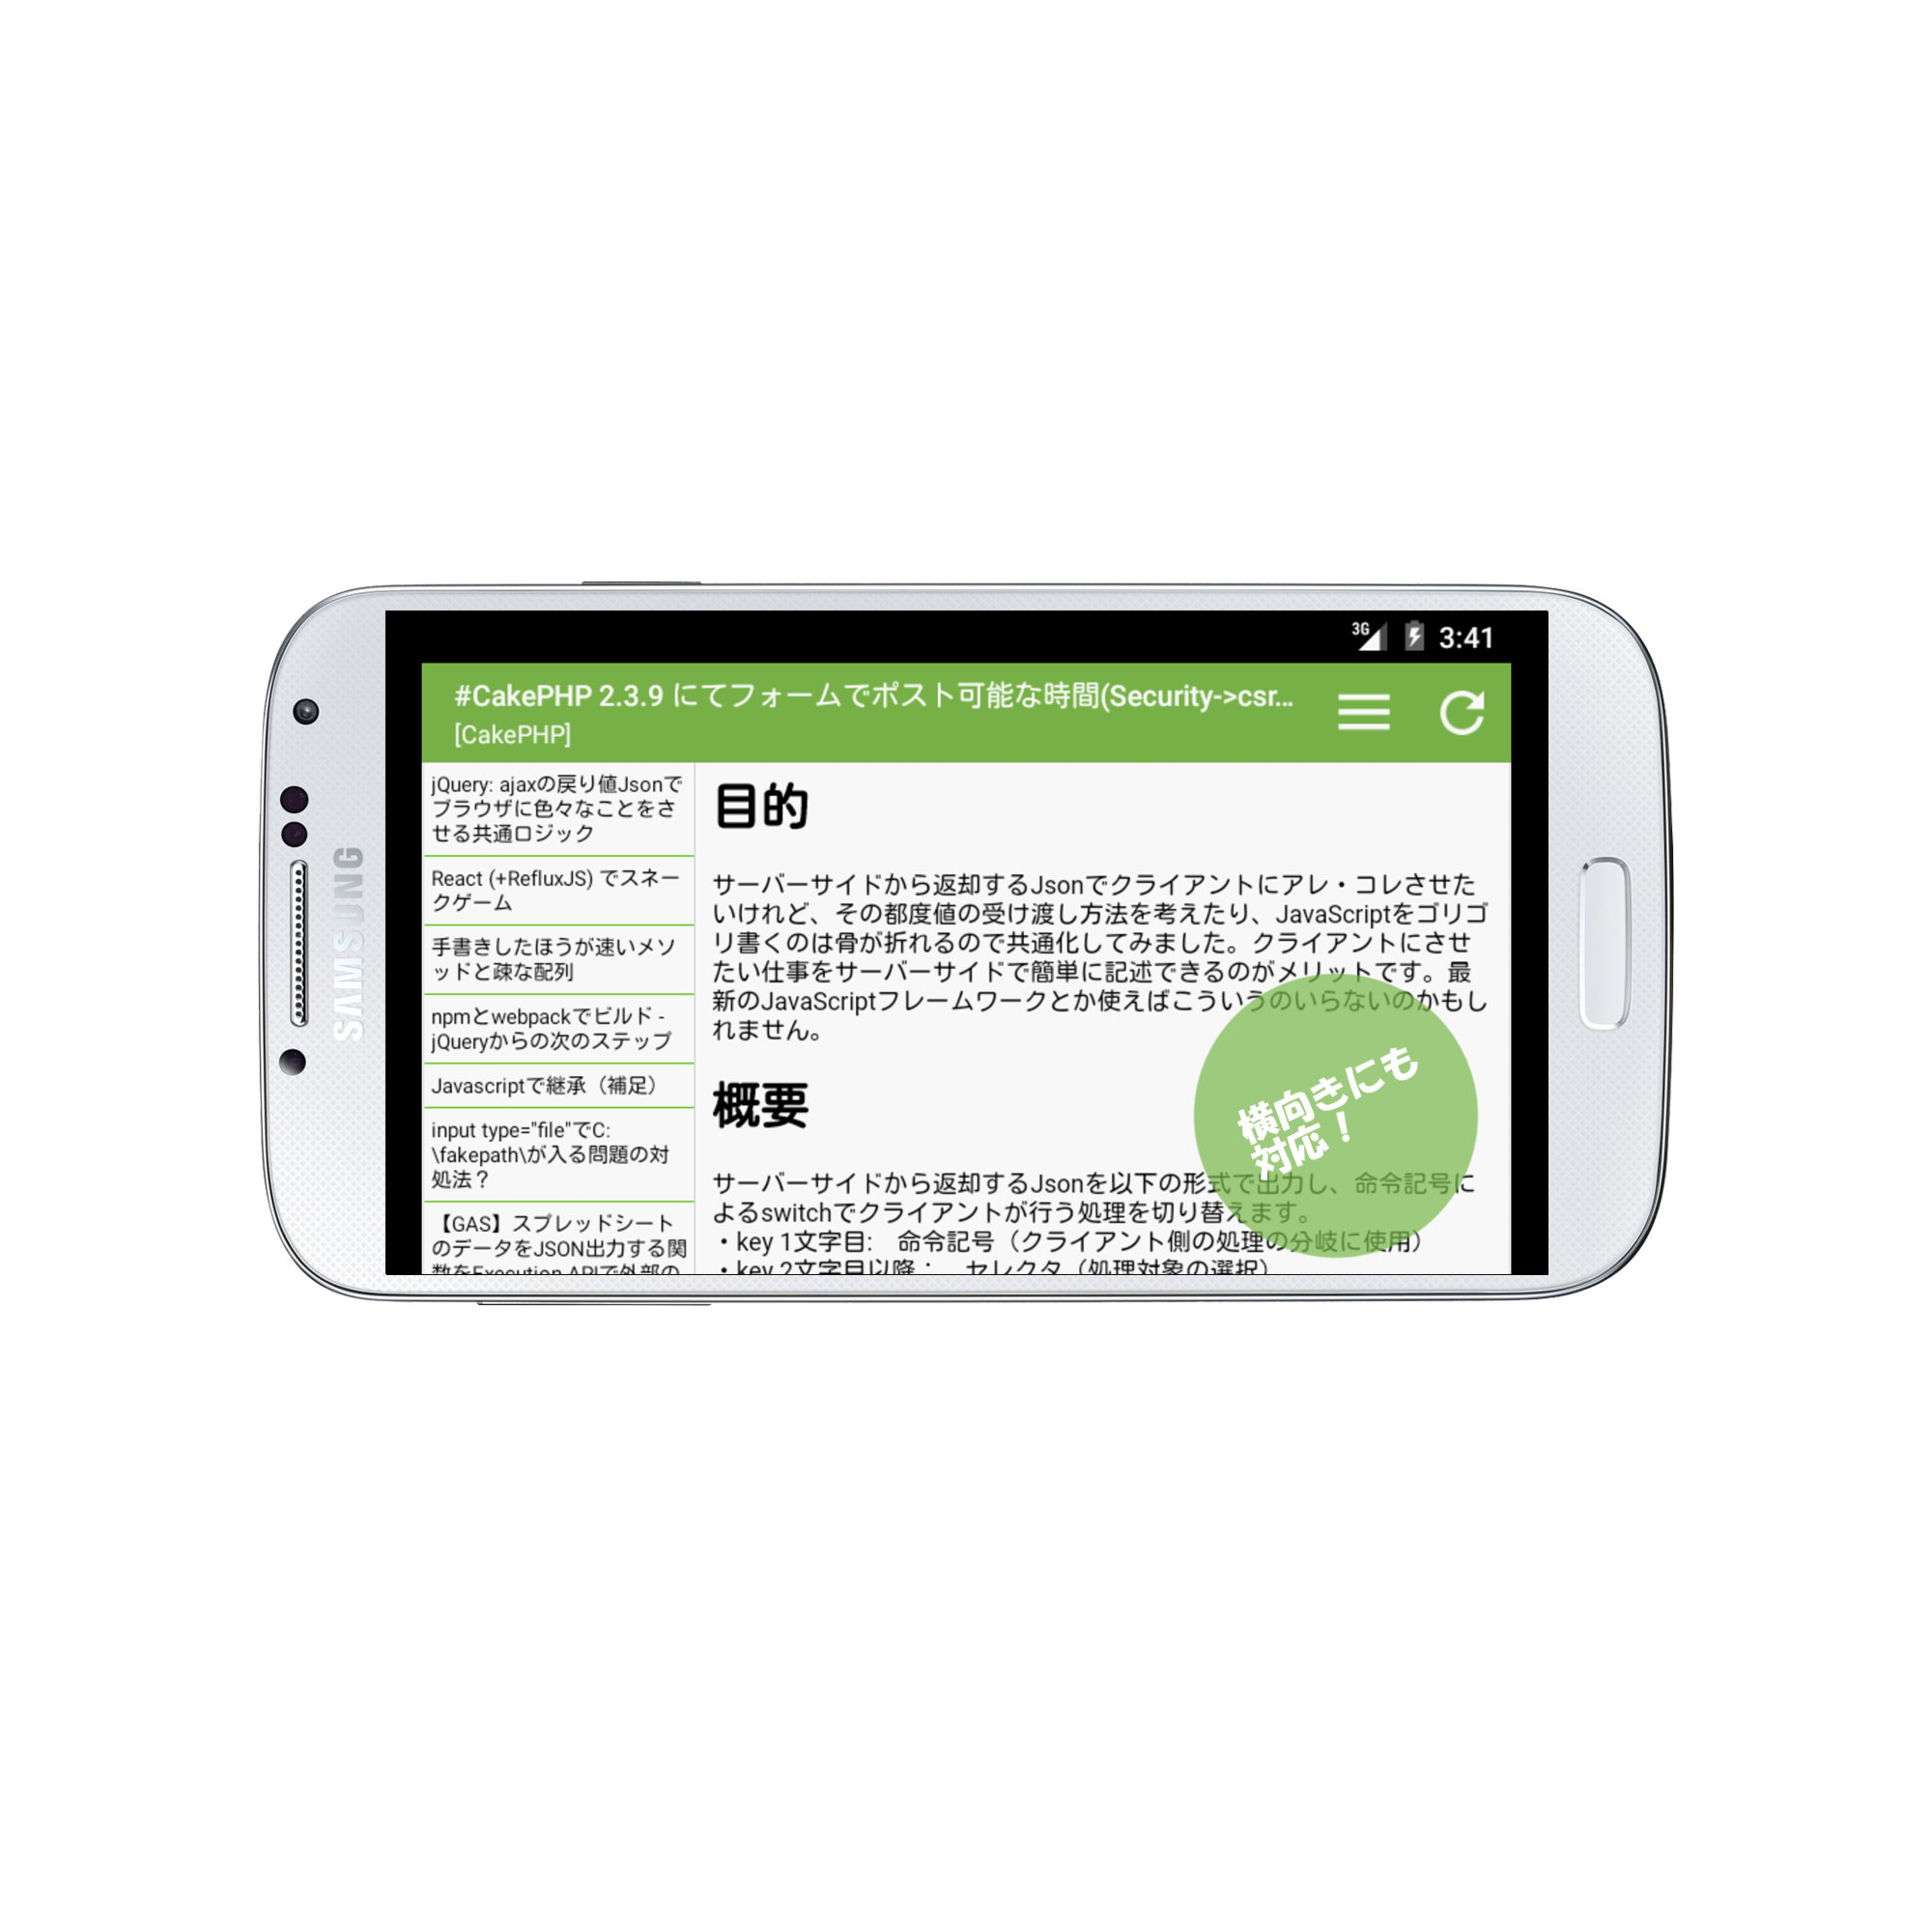 3G 3:41
#CakePHP 2.3.9 にてフォームでポスト可能な時間(Security->csr...
[CakePHP]
jQuery: ajaxの戻り値Jsonで
ブラウザに色々なことをさ
せる共通ロジック
React (+RefluxJS) でスネー
クゲーム
手書きしたほうが速いメソ
ッドと疎な配列
npmとwebpackでビルド -
jQueryからの次のステップ
Javascriptで継承（補足）
input type="file"でC:
\fakepath\が入る問題の対
処法？
【GAS】スプレッドシート
のデータをJSON出力する関
数をExecution APIで外部の
目的
サーバーサイドから返却するJsonでクライアントにアレ・コレさせた
いけれど、その都度値の受け渡し方法を考えたり、JavaScriptをゴリゴ
リ書くのは骨が折れるので共通化してみました。クライアントにさせ
たい仕事をサーバーサイドで簡単に記述できるのがメリットです。最
新のJavaScriptフレームワークとか使えばこういうのいらないのかもし
れません。
概要
サーバーサイドから返却するJsonを以下の形式で出力し、命令記号に
よるswitchでクライアントが行う処理を切り替えます。
・key 1文字目:　命令記号（クライアント側の処理の分岐に使用）
・key 2文字目以降：　セレクタ（処理対象の選択）
横向きにも
対応！
SAMSUNG